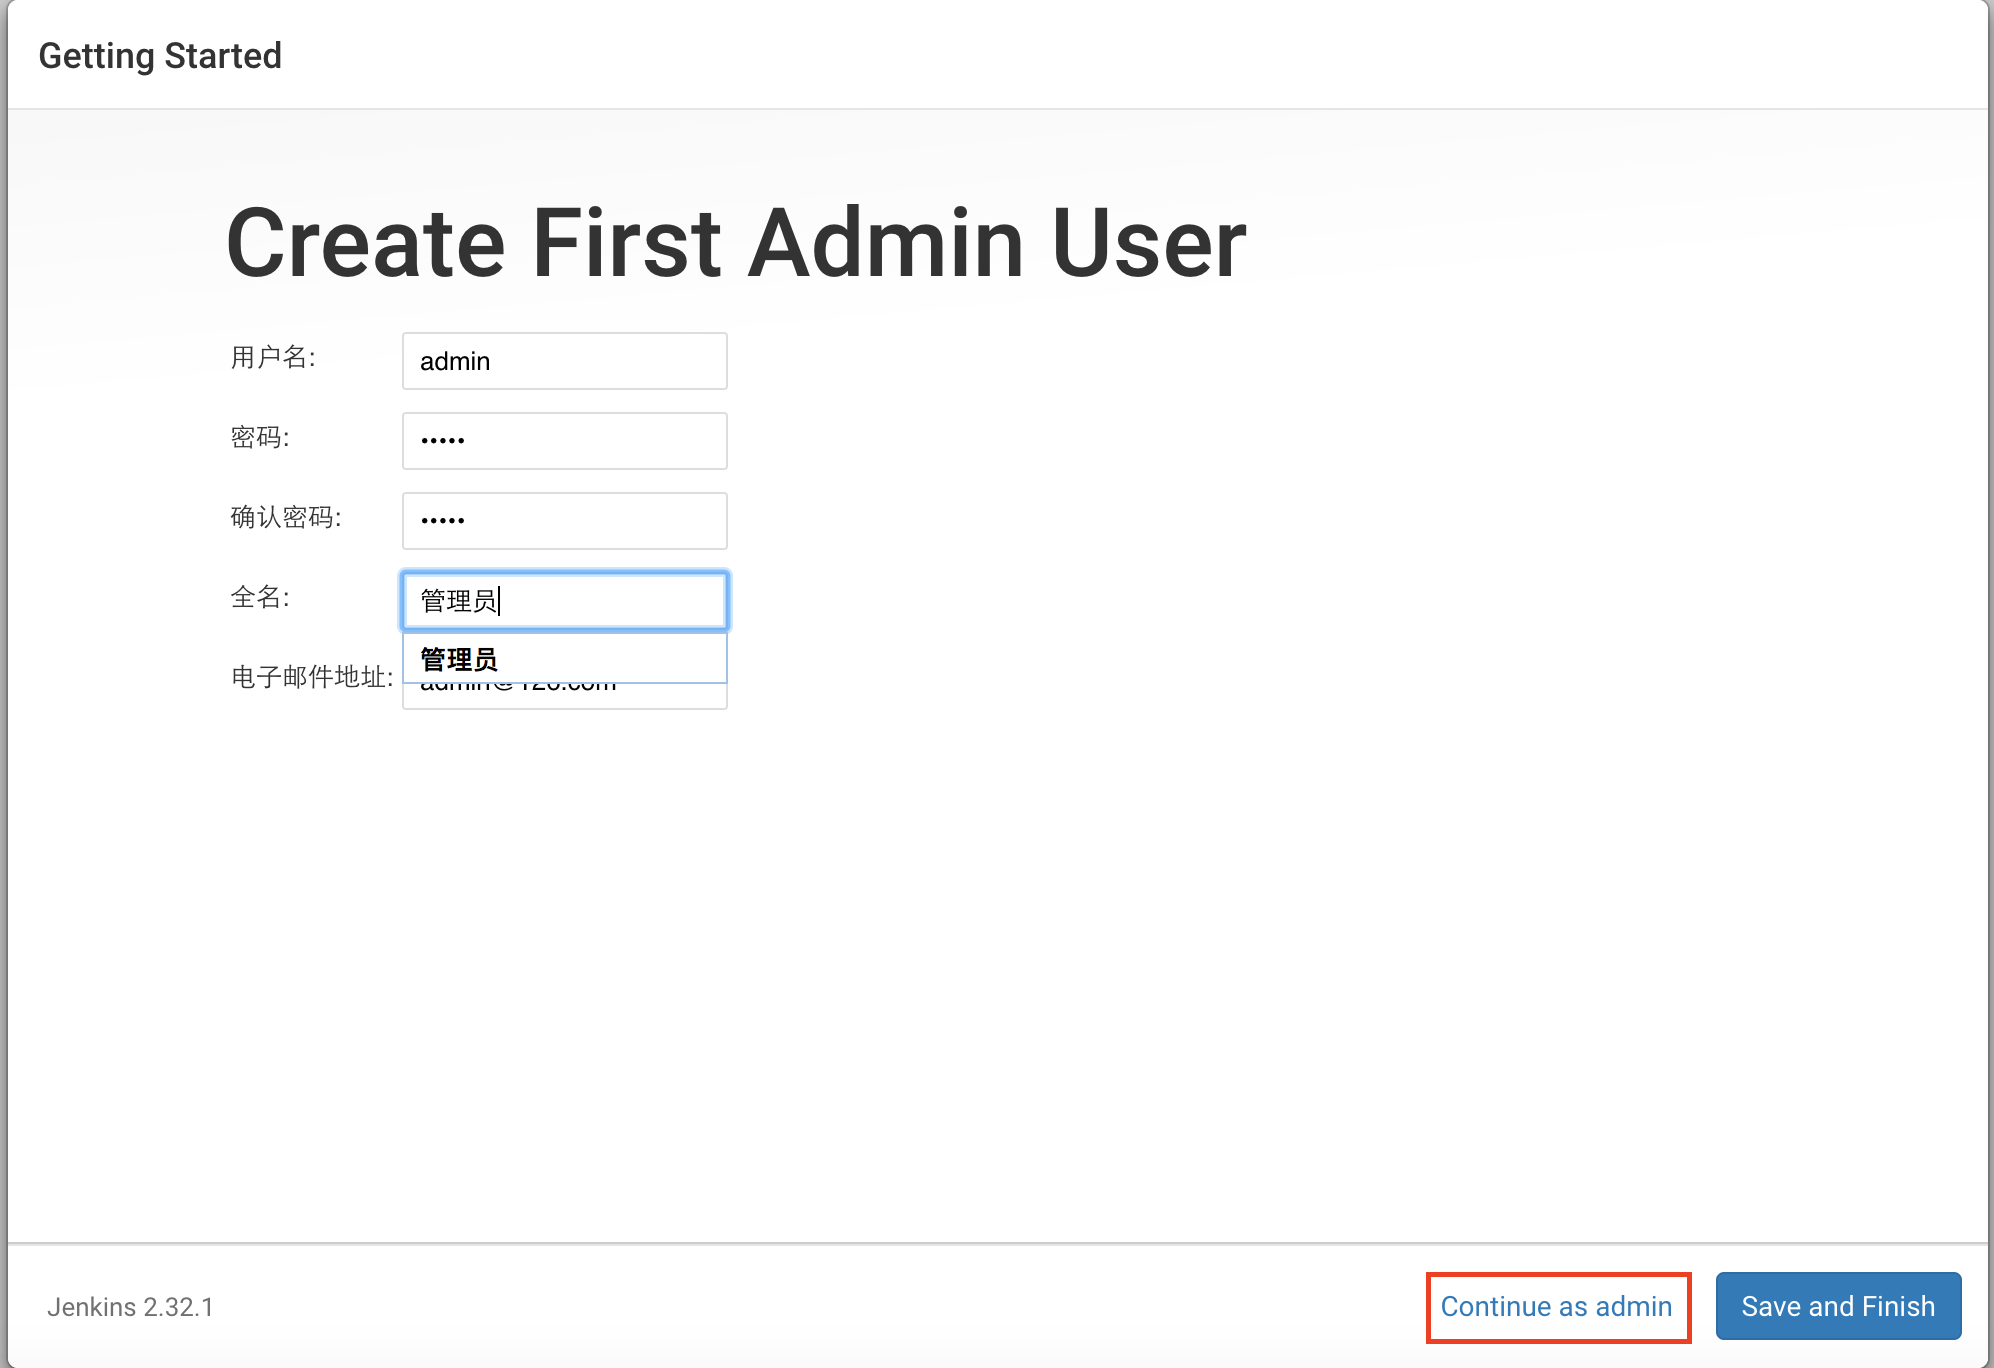 Getting Started
Create First Admin User
用户名: admin
密码: •••••
确认密码: •••••
全名: 管理员
管理员
电子邮件地址:
Jenkins 2.32.1
Continue as admin
Save and Finish